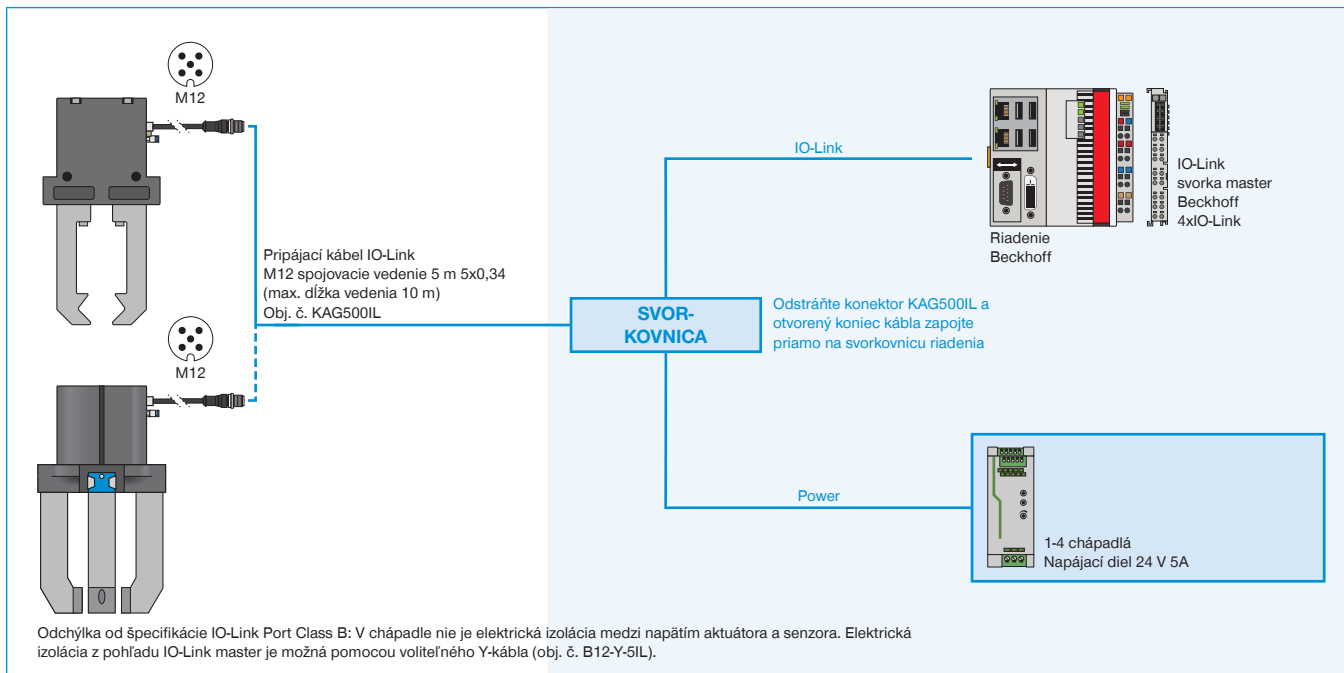 M12
Pripájací kábel IO-Link
M12 spojovacie vedenie 5 m 5x0,34
(max. dĺžka vedenia 10 m)
Obj. č. KAG500IL
M12
IO-Link
SVOR-
KOVNICA
Odstráňte konektor KAG500IL a
otvorený koniec kábla zapojte
priamo na svorkovnicu riadenia
Riadenie
Beckhoff
IO-Link
svorka master
Beckhoff
4xIO-Link
Power
1-4 chápadlá
Napájací diel 24 V 5A
Odchýlka od špecifikácie IO-Link Port Class B: V chápadle nie je elektrická izolácia medzi napätím aktuátora a senzora. Elektrická
izolácia z pohľadu IO-Link master je možná pomocou voliteľného Y-kábla (obj. č. B12-Y-5IL).